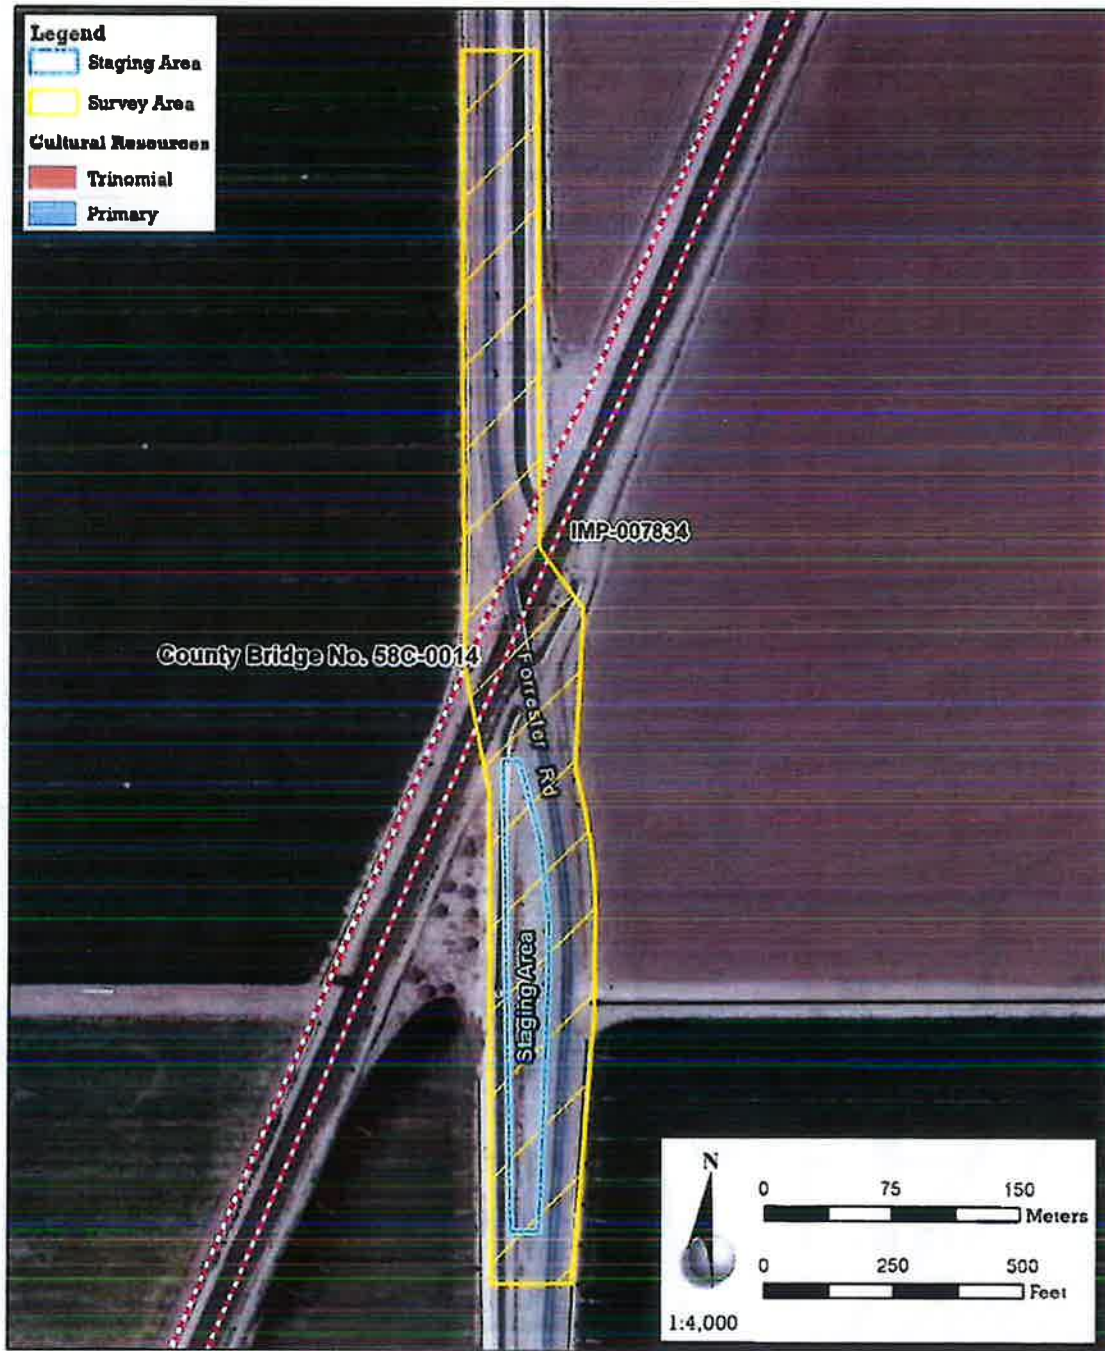 Legend
Staging Area
Survey Area
Cultural Resources
Trinomial
Primary
IMP-007834
County Bridge No. 58C-0014
Forrester Rd
Staging Area
N
0 75 150
Meters
0 250 500
Feet
1:4,000